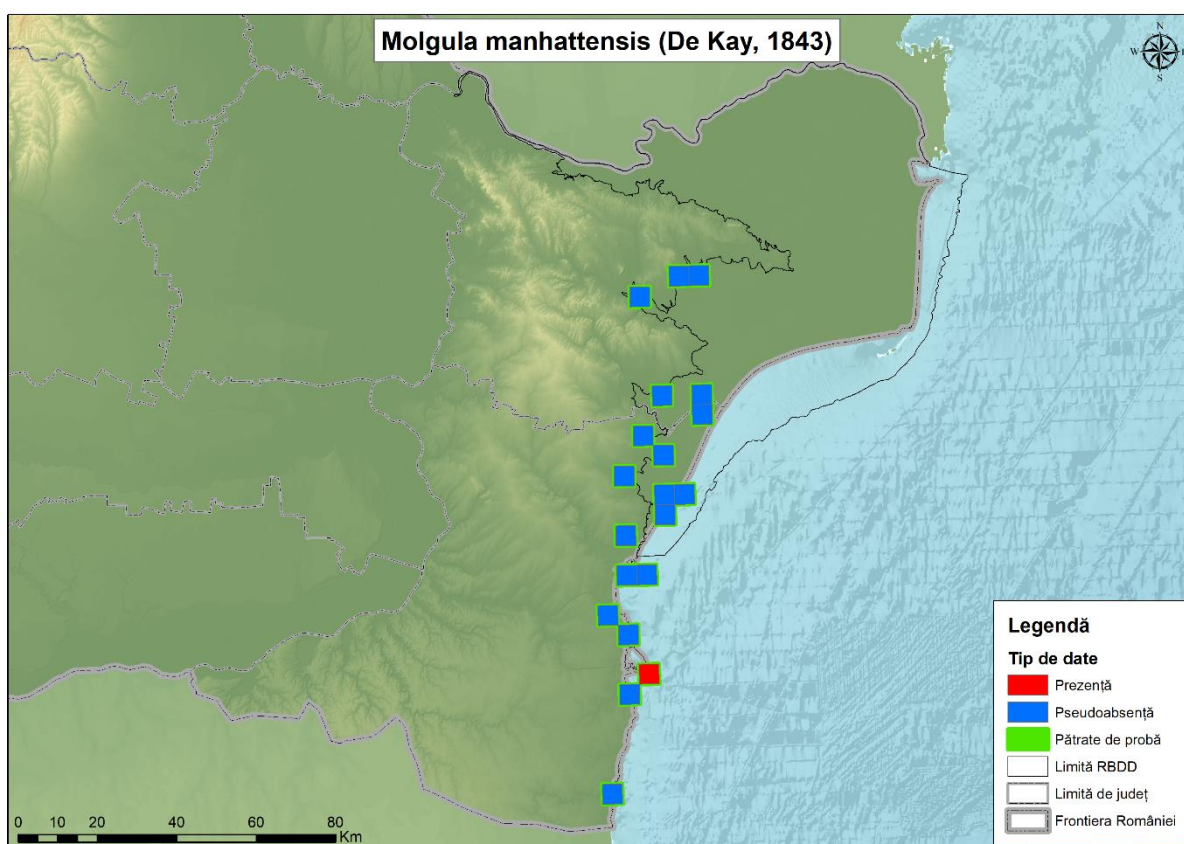 Molgula manhattensis (De Kay, 1843)
N
W
E
S
Legendă
Tip de date
Prezență
Pseudoabsență
Pătrate de probă
Limită RBDD
Limită de județ
Frontiera României
0 5 10 20 40 60 80
Km